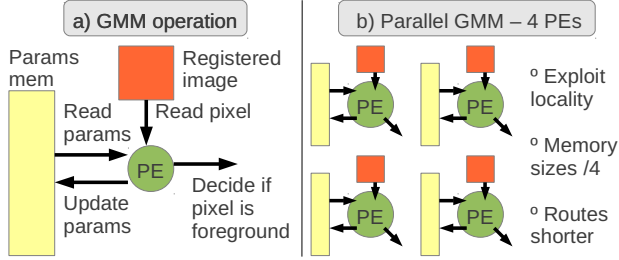 a) GMM operation
Params
mem
Registered
image
Read
params
Read pixel
PE
Update
params
Decide if
pixel is
foreground
b) Parallel GMM – 4 PEs
PE
PE
PE
PE
º Exploit
locality
º Memory
sizes /4
º Routes
shorter